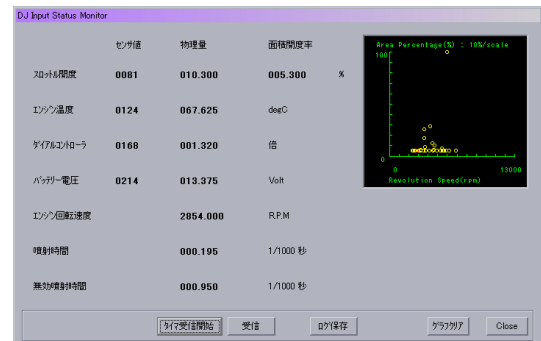 DJ Input Status Monitor
センサ値 物理量 面積開度率
スロットル開度 0081 010.300 005.300 %
エンジン温度 0124 067.625 degC
ダイアルコントローラ 0168 001.320 倍
バッテリー電圧 0214 013.375 Volt
エンジン回転速度 2854.000 R.P.M
噴射時間 000.195 1/1000 秒
無効噴射時間 000.950 1/1000 秒
Area Percentage(%) : 10%/scale
100
0
0 13000
Revolution Speed(rpm)
タイマ受信開始 受信 ログ保存 グラフクリア Close